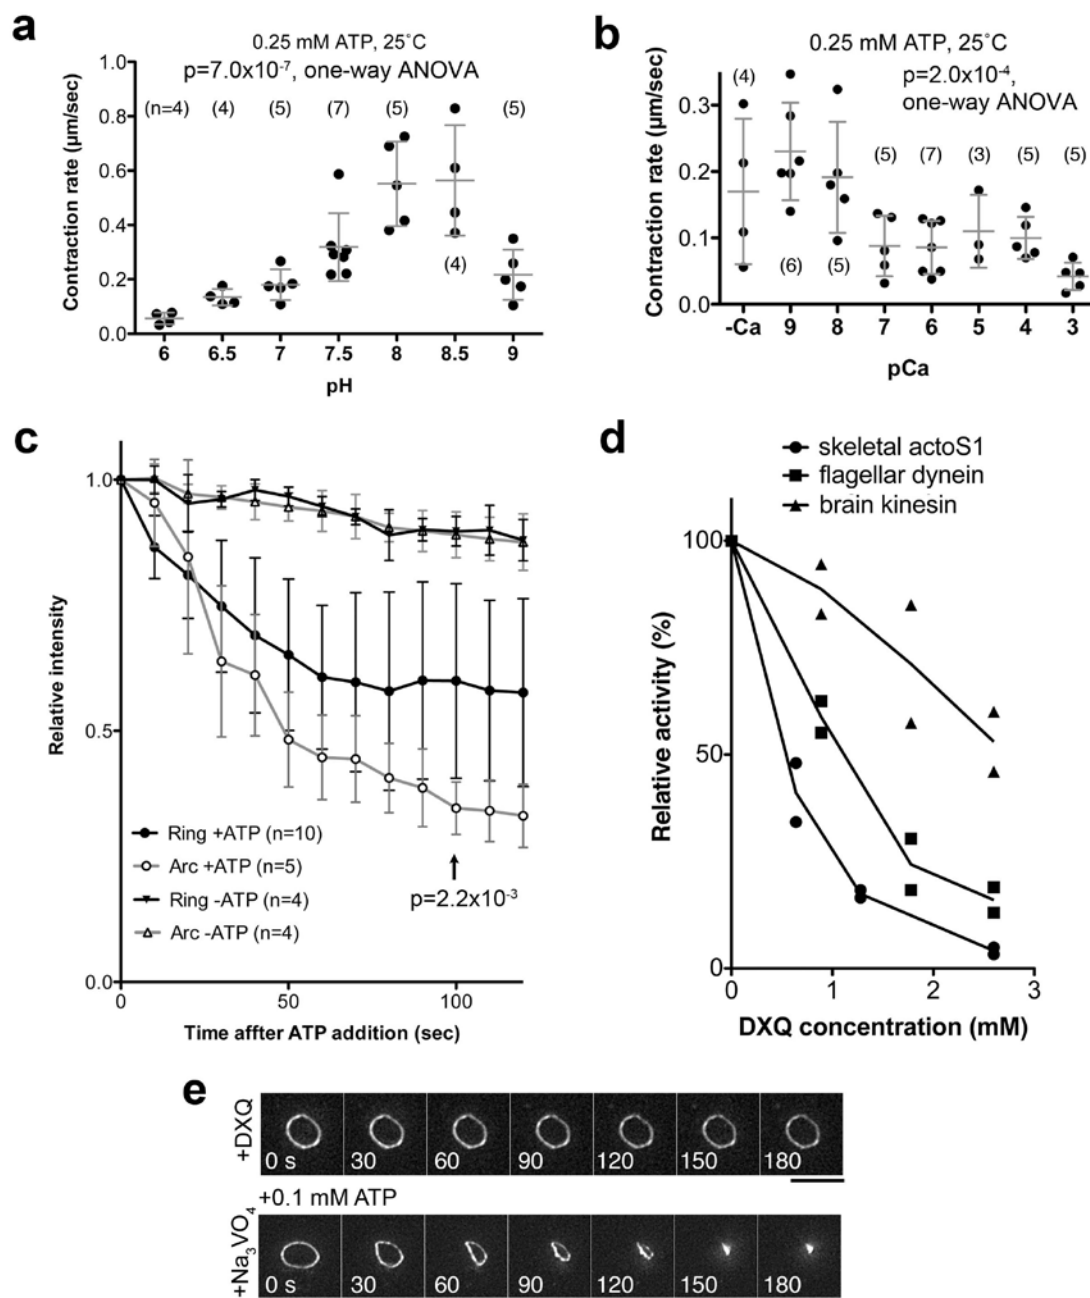 a
0.25 mM ATP, 25˚C
p=7.0x10⁻⁷, one-way ANOVA
(n=4) (4) (5) (7) (5) (5)
(4)
Contraction rate (µm/sec)
1.0
0.8
0.6
0.4
0.2
0.0
6 6.5 7 7.5 8 8.5 9
pH
b
0.25 mM ATP, 25˚C
p=2.0x10⁻⁴,
one-way ANOVA
(4)
(5) (7) (3) (5) (5)
(6) (5)
Contraction rate (µm/sec)
0.3
0.2
0.1
0.0
-Ca 9 8 7 6 5 4 3
pCa
c
Relative intensity
1.0
0.5
0.0
Ring +ATP (n=10)
Arc +ATP (n=5)
Ring -ATP (n=4)
Arc -ATP (n=4)
p=2.2x10⁻³
0 50 100
Time affter ATP addition (sec)
d
skeletal actoS1
flagellar dynein
brain kinesin
Relative activity (%)
100
50
0
0 1 2 3
DXQ concentration (mM)
e
+DXQ
0 s 30 60 90 120 150 180
+0.1 mM ATP
+Na₃VO₄
0 s 30 60 90 120 150 180